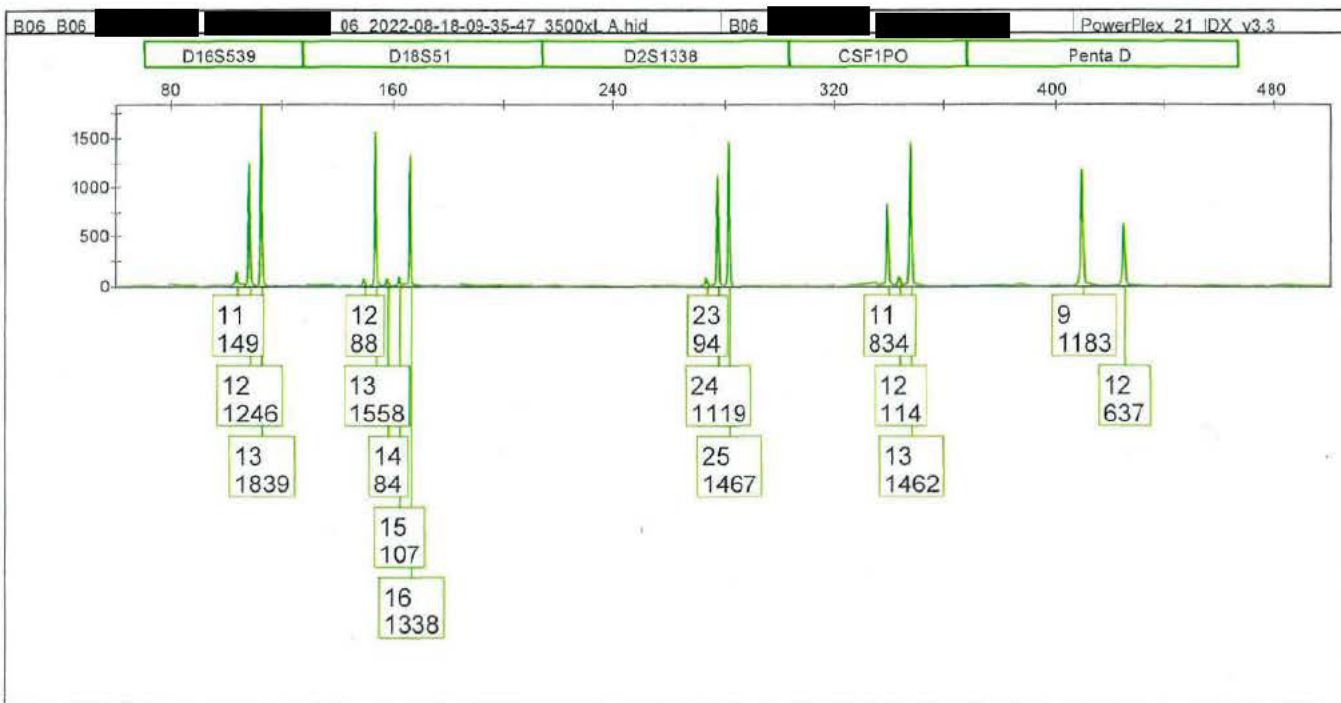 B06 B06 06 2022-08-18-09-35-47 3500xL A.hid B06 PowerPlex 21 IDX v3.3
D16S539 D18S51 D2S1338 CSF1PO Penta D
80 160 240 320 400 480
1500
1000
500
0
11 12 23 11 9
149 88 94 834 1183
12 13 24 12 12
1246 1558 1119 114 637
13 14 25 13
1839 84 1467 1462
15
107
16
1338